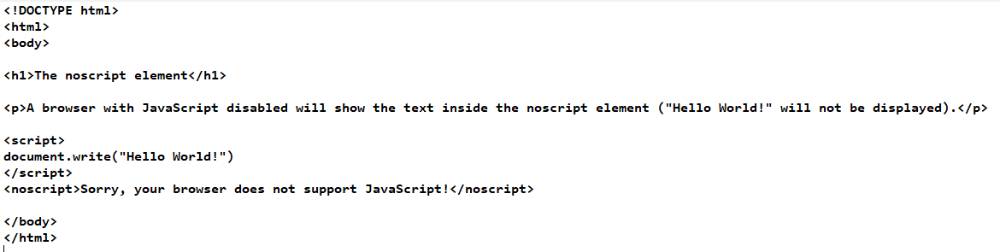 <!DOCTYPE html>
<html>
<body>
<h1>The noscript element</h1>
<p>A browser with JavaScript disabled will show the text inside the noscript element ("Hello World!" will not be displayed).</p>
<script>
document.write("Hello World!")
</script>
<noscript>Sorry, your browser does not support JavaScript!</noscript>
</body>
</html>